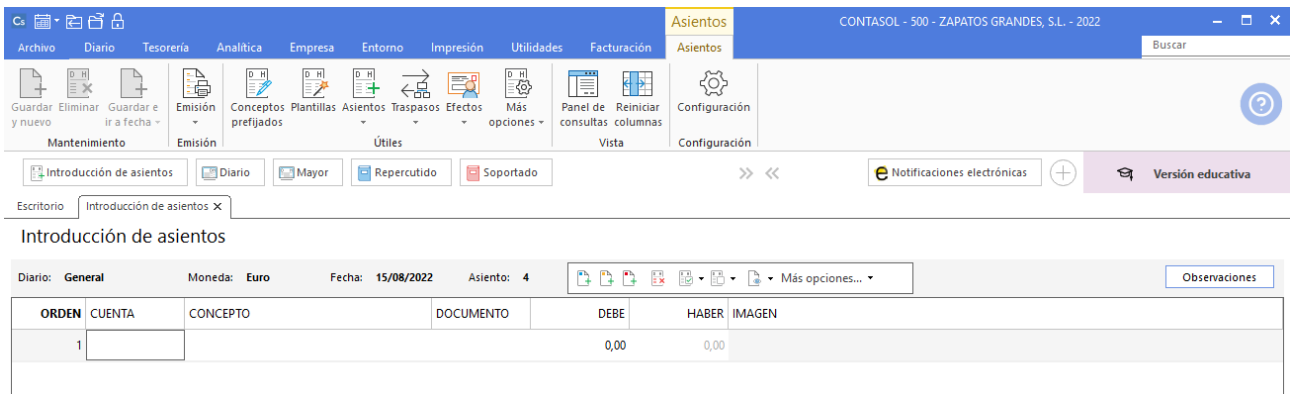 Cs
Asientos
CONTASOL - 500 - ZAPATOS GRANDES, S.L. - 2022
Archivo Diario Tesorería Analítica Empresa Entorno Impresión Utilidades Facturación Asientos
Buscar
Guardar y nuevo
Eliminar
Guardar e ir a fecha
Emisión
Conceptos prefijados
Plantillas
Asientos
Traspasos
Efectos
Más opciones
Panel de consultas
Reiniciar columnas
Configuración
?
Mantenimiento Emisión Útiles Vista Configuración
Introducción de asientos Diario Mayor Repercutido Soportado
e Notificaciones electrónicas
Versión educativa
Escritorio Introducción de asientos X
Introducción de asientos
Diario: General Moneda: Euro Fecha: 15/08/2022 Asiento: 4 Más opciones... Observaciones
ORDEN CUENTA CONCEPTO DOCUMENTO DEBE HABER IMAGEN
1 0,00 0,00